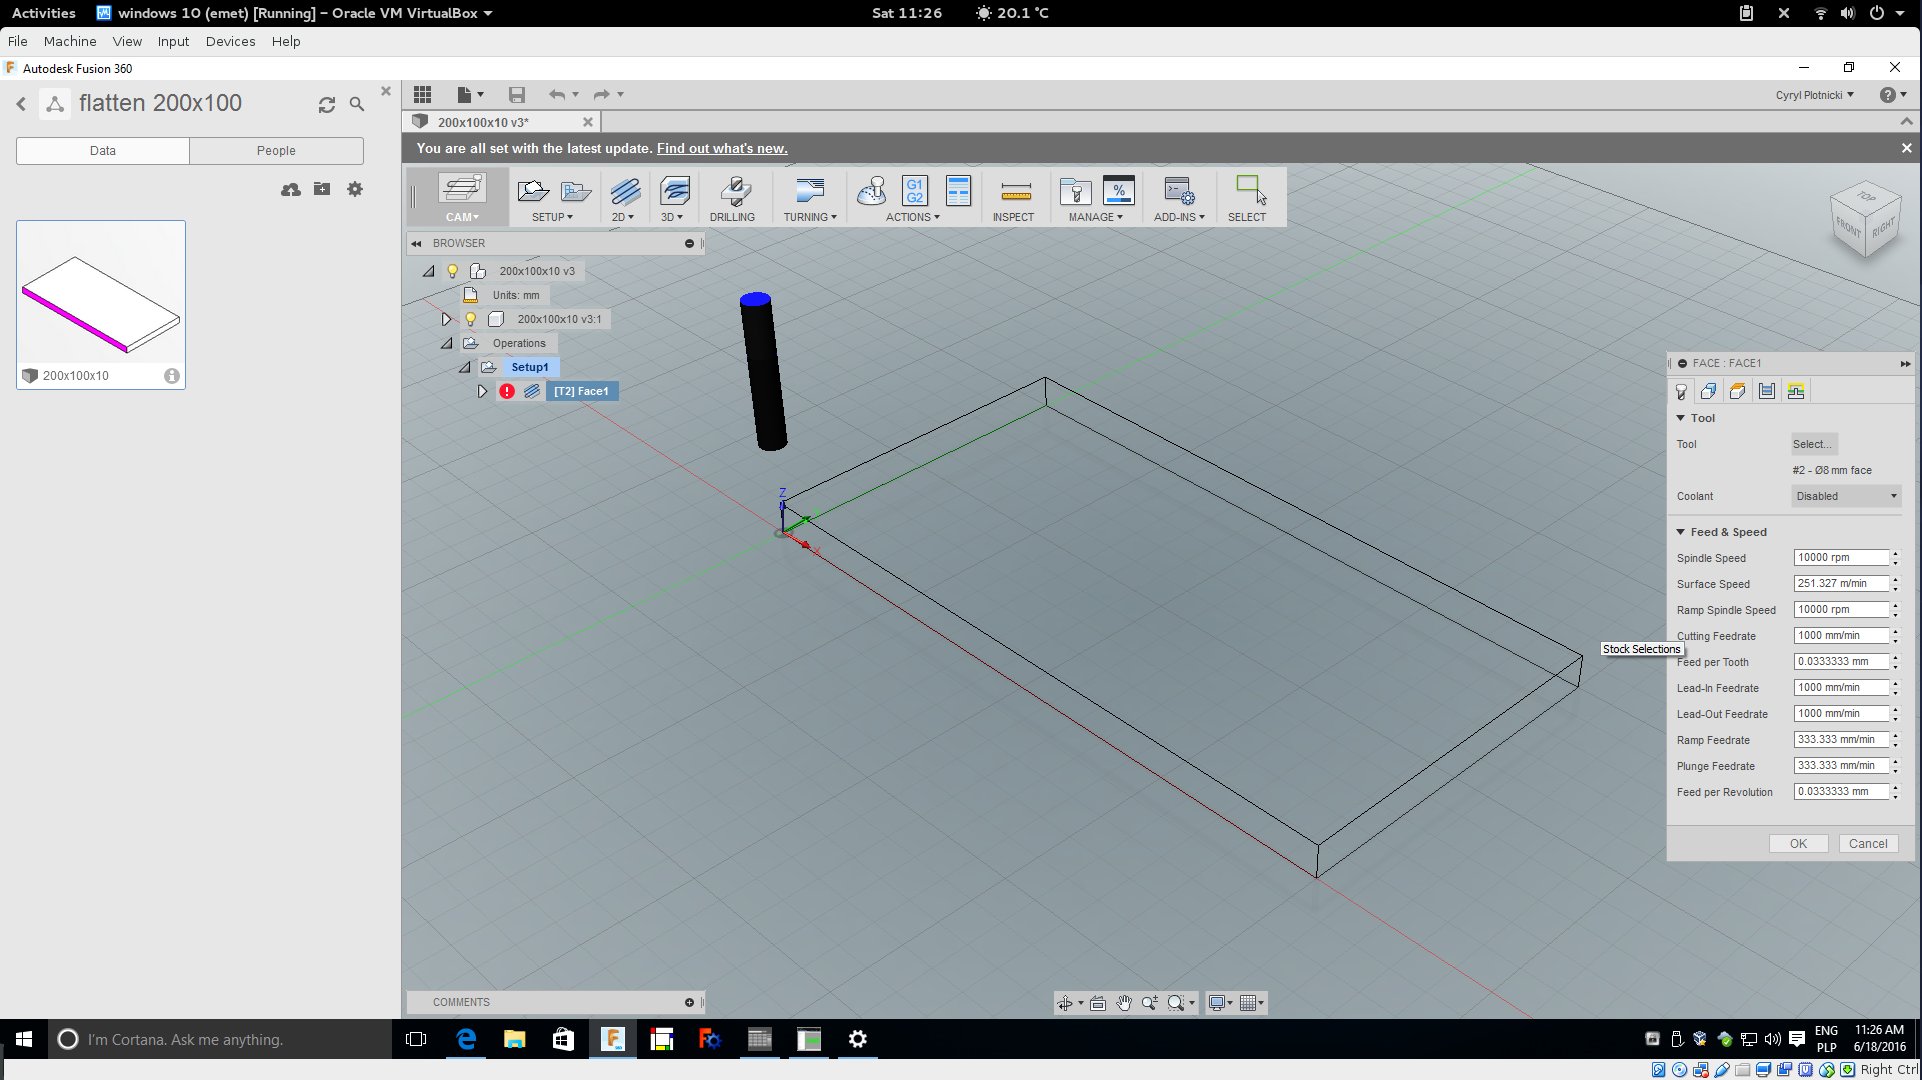 Activities windows 10 (emet) [Running] – Oracle VM VirtualBox Sat 11:26 20.1 °C
File Machine View Input Devices Help
Autodesk Fusion 360
flatten 200x100
Data People
200x100x10
Cyryl Plotnicki
200x100x10 v3*
You are all set with the latest update. Find out what's new.
CAM SETUP 2D 3D DRILLING TURNING ACTIONS INSPECT MANAGE ADD-INS SELECT
G1
G2
%
TOP
FRONT
RIGHT
BROWSER
200x100x10 v3
Units: mm
200x100x10 v3:1
Operations
Setup1
[T2] Face1
Z
X
FACE : FACE1
Tool
Tool Select...
#2 - Ø8 mm face
Coolant Disabled
Feed & Speed
Spindle Speed 10000 rpm
Surface Speed 251.327 m/min
Ramp Spindle Speed 10000 rpm
Cutting Feedrate 1000 mm/min
Stock Selections
Feed per Tooth 0.0333333 mm
Lead-In Feedrate 1000 mm/min
Lead-Out Feedrate 1000 mm/min
Ramp Feedrate 333.333 mm/min
Plunge Feedrate 333.333 mm/min
Feed per Revolution 0.0333333 mm
OK Cancel
COMMENTS
I'm Cortana. Ask me anything.
ENG 11:26 AM
PLP 6/18/2016
Right Ctrl